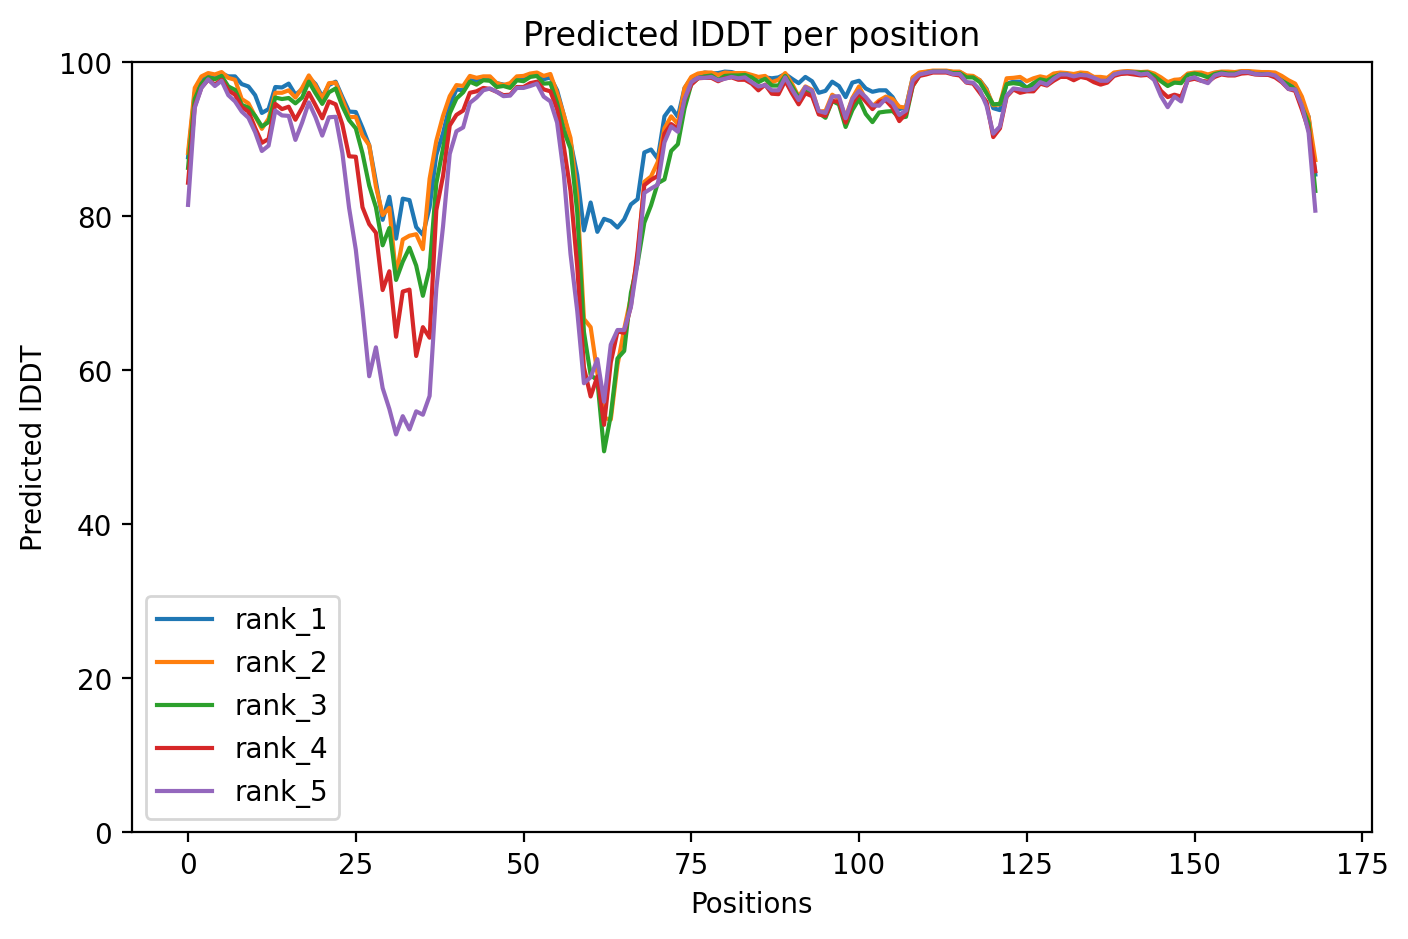 Predicted lDDT per position
100
80
60
40
20
0
Predicted lDDT
rank_1
rank_2
rank_3
rank_4
rank_5
0 25 50 75 100 125 150 175
Positions